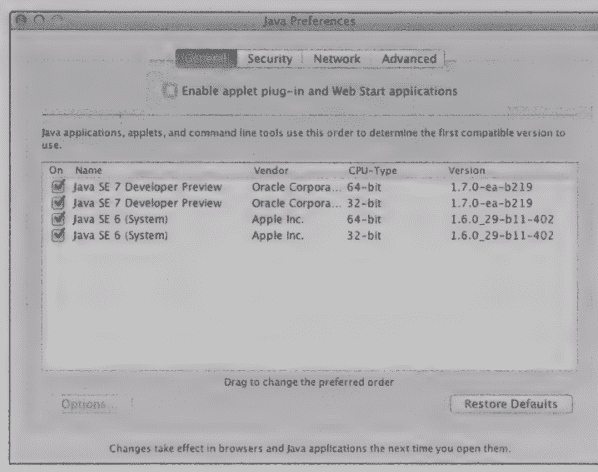 Java Preferences
General Security Network Advanced
Enable applet plug-in and Web Start applications
Java applications, applets, and command line tools use this order to determine the first compatible version to
use.
On Name Vendor CPU-Type Version
Java SE 7 Developer Preview Oracle Corpora... 64-bit 1.7.0-ea-b219
Java SE 7 Developer Preview Oracle Corpora... 32-bit 1.7.0-ea-b219
Java SE 6 (System) Apple Inc. 64-bit 1.6.0_29-b11-402
Java SE 6 (System) Apple Inc. 32-bit 1.6.0_29-b11-402
Drag to change the preferred order
Options... Restore Defaults
Changes take effect in browsers and Java applications the next time you open them.